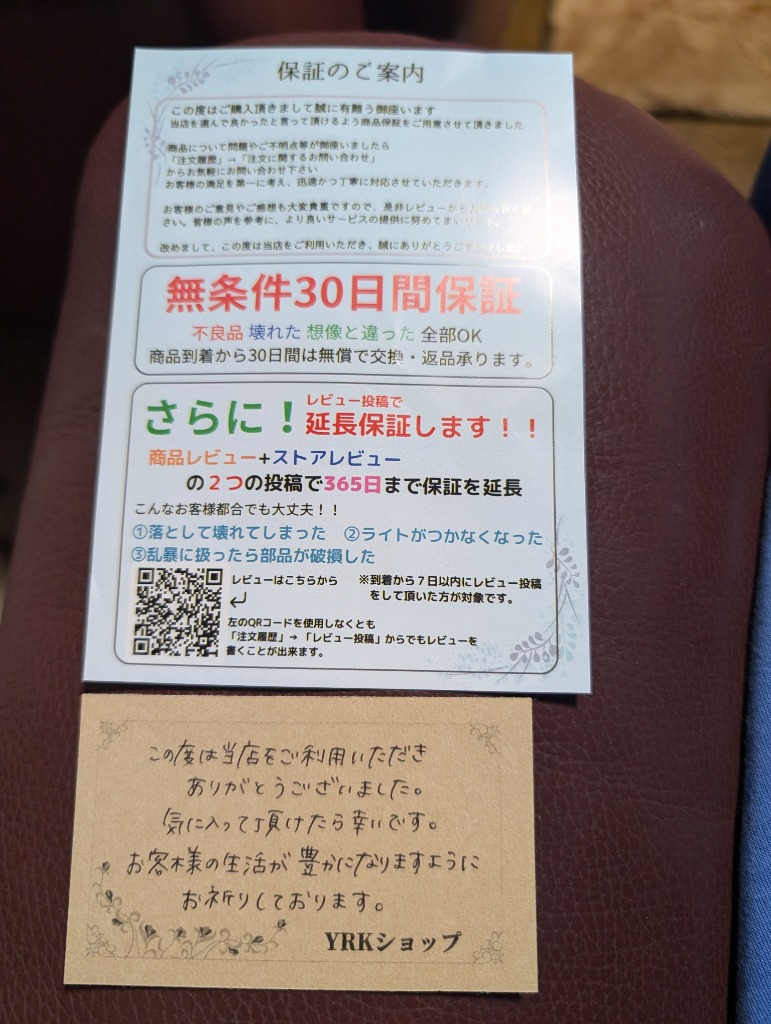 保証のご案内
この度はご購入頂きまして誠に有難う御座います
当店を選んで良かったと言って頂けるよう商品保証をご用意させて頂きました
商品について問題やご不明点等が御座いましたら
「注文履歴」→「注文に関するお問い合わせ」
からお気軽にお問い合わせ下さい
お客様の満足を第一に考え、迅速かつ丁寧に対応させていただきます。
お客様のご意見やご感想も大変貴重ですので、是非レビューから
さい。皆様の声を参考に、より良いサービスの提供に努めてまいります。
改めまして、この度は当店をご利用いただき、誠にありがとうございました
無条件30日間保証
不良品 壊れた 想像と違った 全部OK
商品到着から30日間は無償で交換・返品承ります。
さらに！レビュー投稿で
延長保証します！！
商品レビュー+ストアレビュー
の２つの投稿で365日まで保証を延長
こんなお客様都合でも大丈夫！！
①落として壊れてしまった ②ライトがつかなくなった
③乱暴に扱ったら部品が破損した
レビューはこちらから ※到着から７日以内にレビュー投稿
をして頂いた方が対象です。
左のQRコードを使用しなくとも
「注文履歴」→「レビュー投稿」からでもレビューを
書くことが出来ます。
この度は当店をご利用いただき
ありがとうございました。
気に入って頂けたら幸いです。
お客様の生活が豊かになりますように
お祈りしております。
YRKショップ